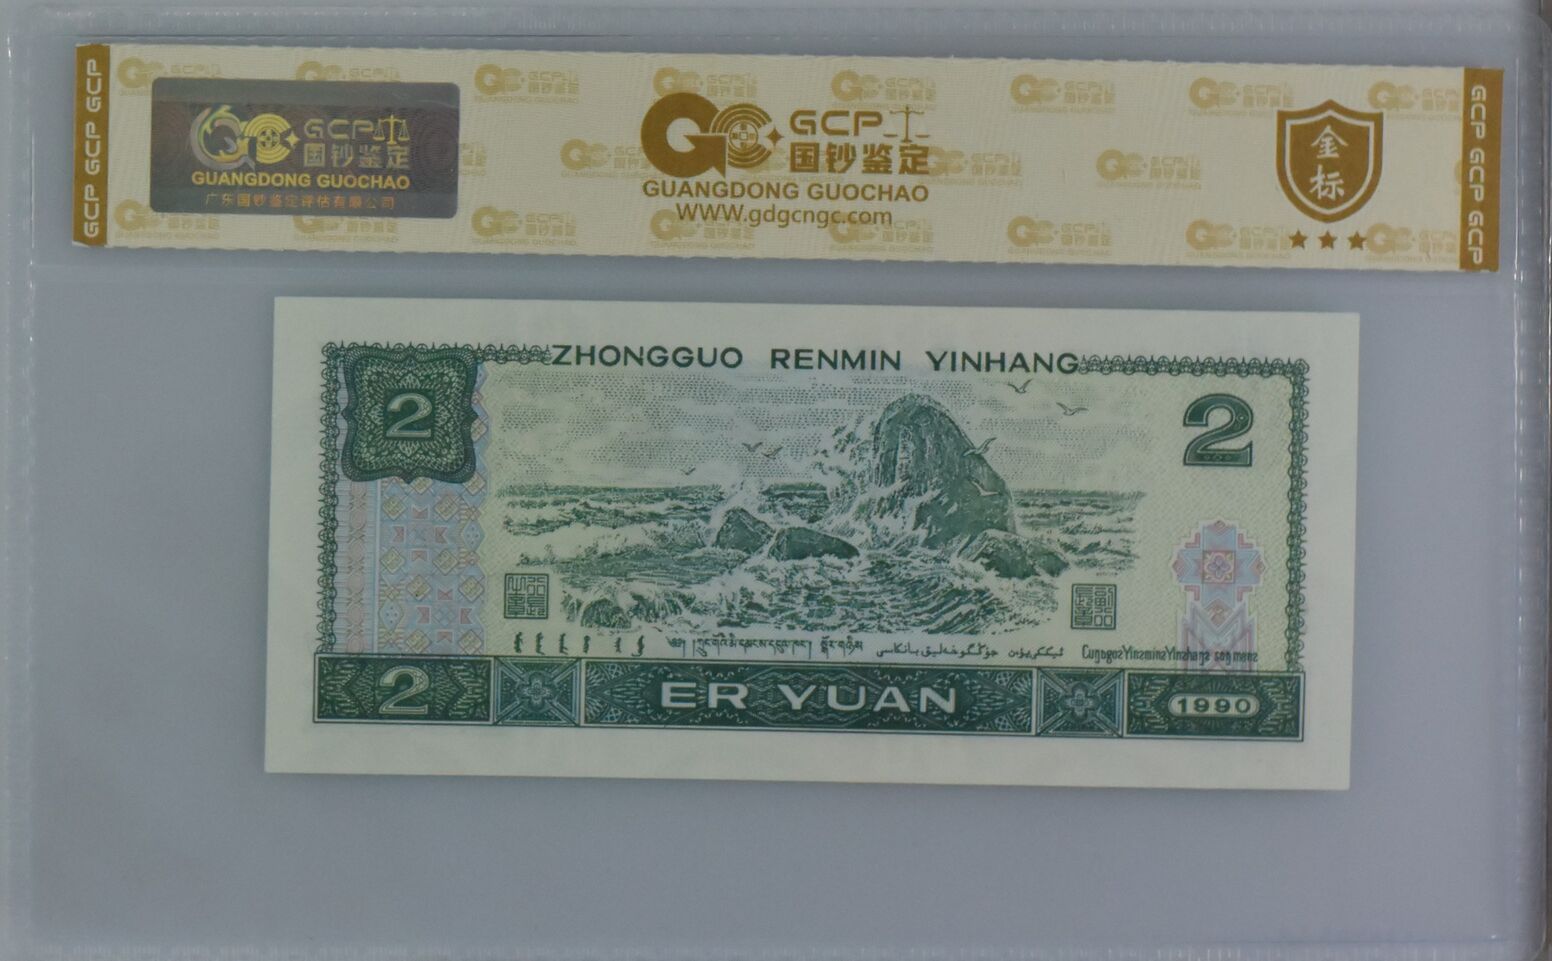 GCP GCP GCP
GCP
国钞鉴定
GUANGDONG GUOCHAO
广东国钞鉴定评估有限公司
GCP
国钞鉴定
GUANGDONG GUOCHAO
WWW.gdgcngc.com
金标
GCP GCP GCP
ZHONGGUO RENMIN YINHANG
2
2
2
ER YUAN
1990